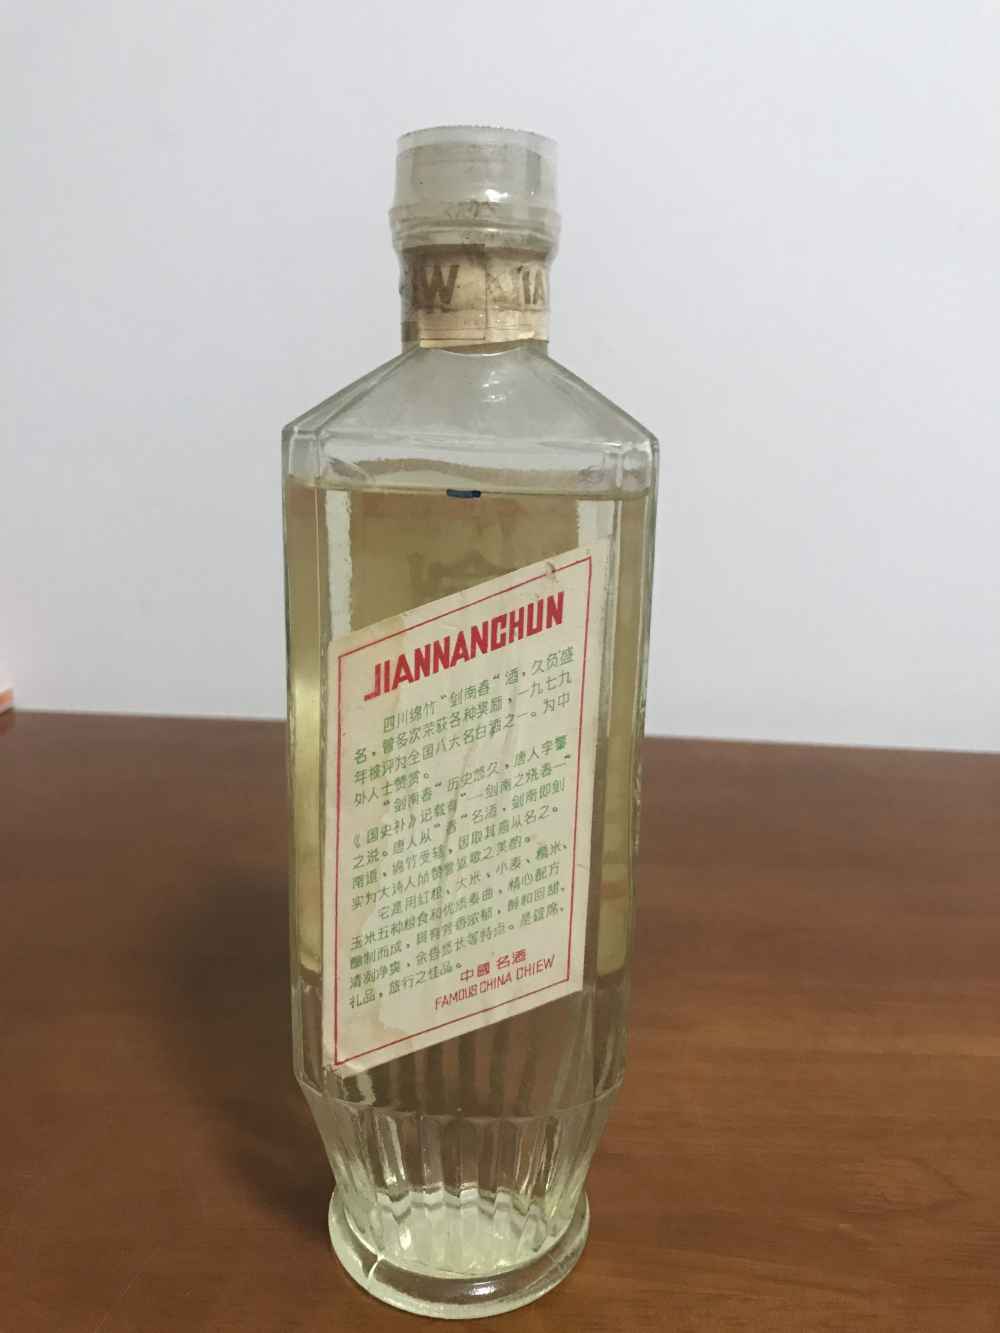 JIANNANCHUN
四川绵竹“剑南春“酒，久负盛
名，曾多次荣获各种奖励，一九七九
年被评为全国八大名白酒之一。为中
外人士赞赏。
“剑南春“历史悠久，唐人李肇
《国史补》记载有“—剑南之烧春—“
之说。唐人以“春“名酒，剑南即剑
南道，绵竹受辖，因取其意以名之。
实为大诗人所赞赏讴歌之美酌。
它是用红粮、大米、小麦、糯米、
玉米五种粮食和优质麦曲，精心配方
酿制而成，具有芳香浓郁，醇和回甜、
清冽净爽，余香悠长等特点。是筵席、
礼品，旅行之佳品。
中國名酒
FAMOUS CHINA CHIEW